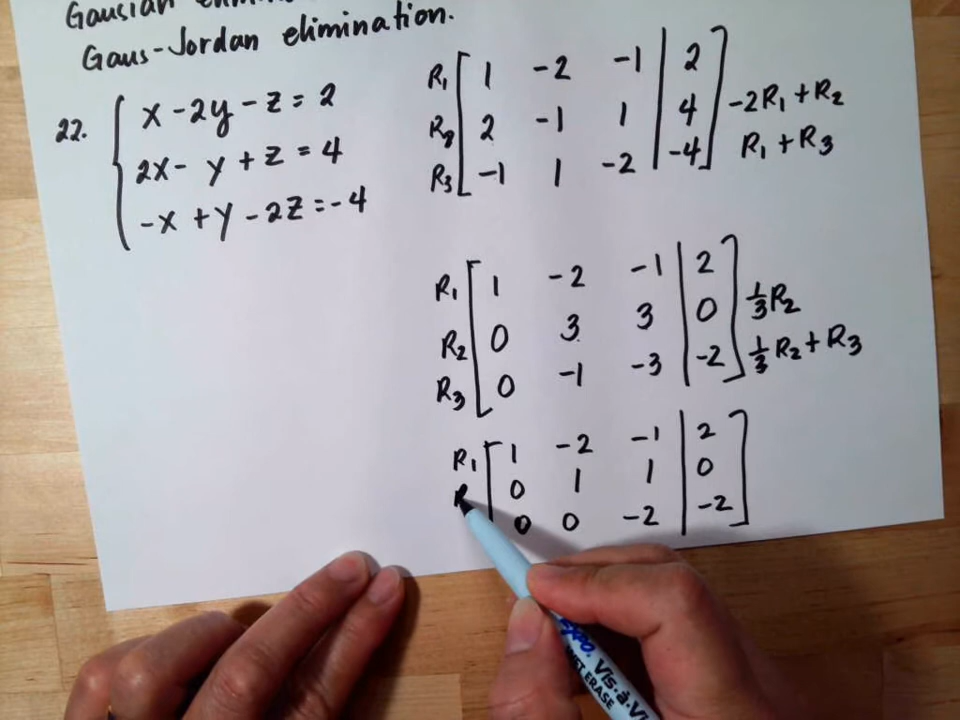 Gausian elimin
Gaus-Jordan elimination.
22. { x - 2y - z = 2
2x - y + z = 4
-x + y - 2z = -4
R1 [ 1 -2 -1 | 2 ]
R2 2 -1 1 | 4 -2R1 + R2
R3 -1 1 -2 | -4 R1 + R3
R1 [ 1 -2 -1 | 2 ]
R2 0 3 3 | 0 1/3 R2
R3 0 -1 -3 | -2 1/3 R2 + R3
R1 [ 1 -2 -1 | 2 ]
R 0 1 1 | 0
0 0 -2 | -2
EXPO. VIS-à-VI
WET ERASE